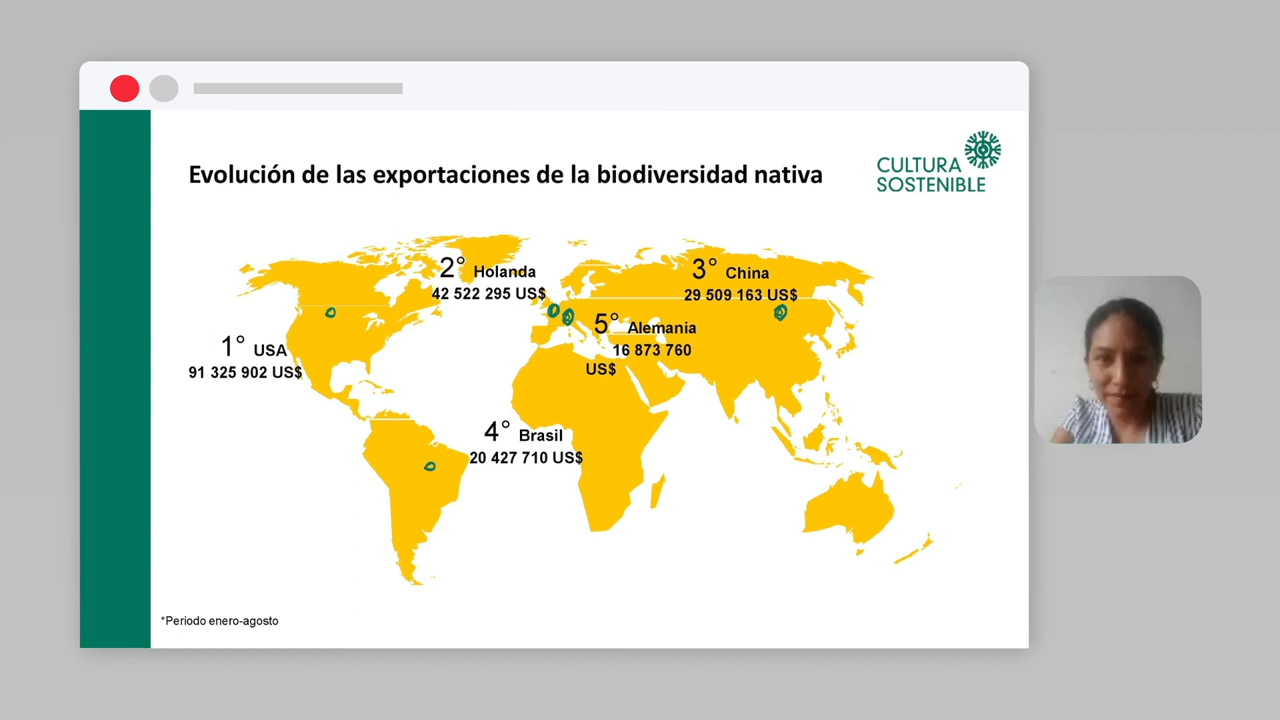 Evolución de las exportaciones de la biodiversidad nativa
CULTURA
SOSTENIBLE
2° Holanda
42 522 295 US$
3° China
29 509 163 US$
5° Alemania
16 873 760
US$
1° USA
91 325 902 US$
4° Brasil
20 427 710 US$
*Periodo enero-agosto